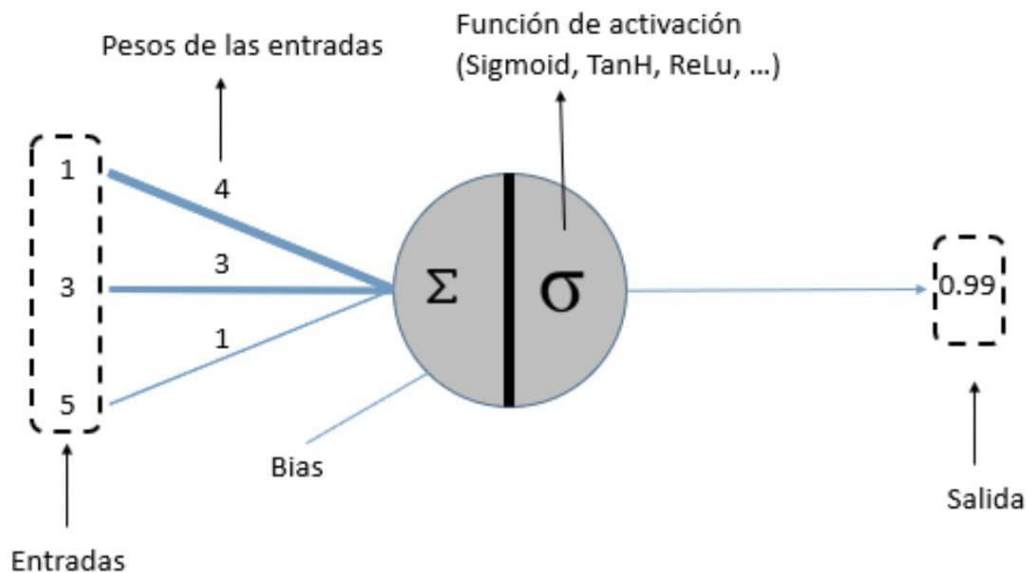 Función de activación
(Sigmoid, TanH, ReLu, ...)
Pesos de las entradas
1
4
3
3
1
5
Σ
σ
0.99
Bias
Salida
Entradas